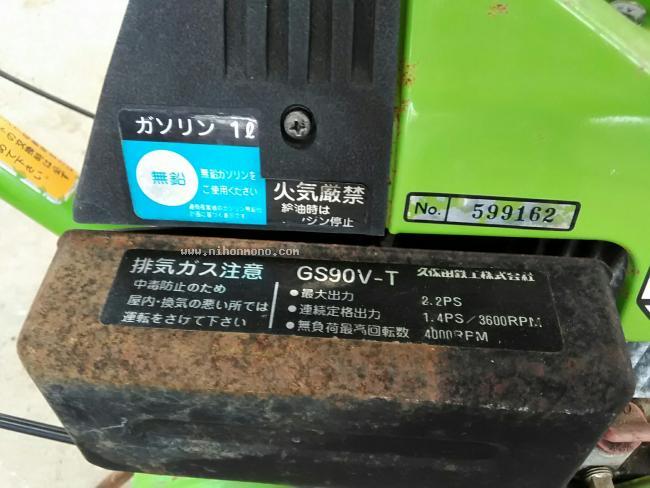 ガソリン 1ℓ
無鉛
無鉛ガソリンを
ご使用ください
火気厳禁
給油時は
ジン停止
No. 599162
www.nihonmono.com
排気ガス注意
中毒防止のため
屋内・換気の悪い所では
運転をさけて下さい
GS90V-T 久保田鉄工株式会社
・最大出力 2.2PS
・連続定格出力 1.4PS/3600RPM
・無負荷最高回転数 4000RPM